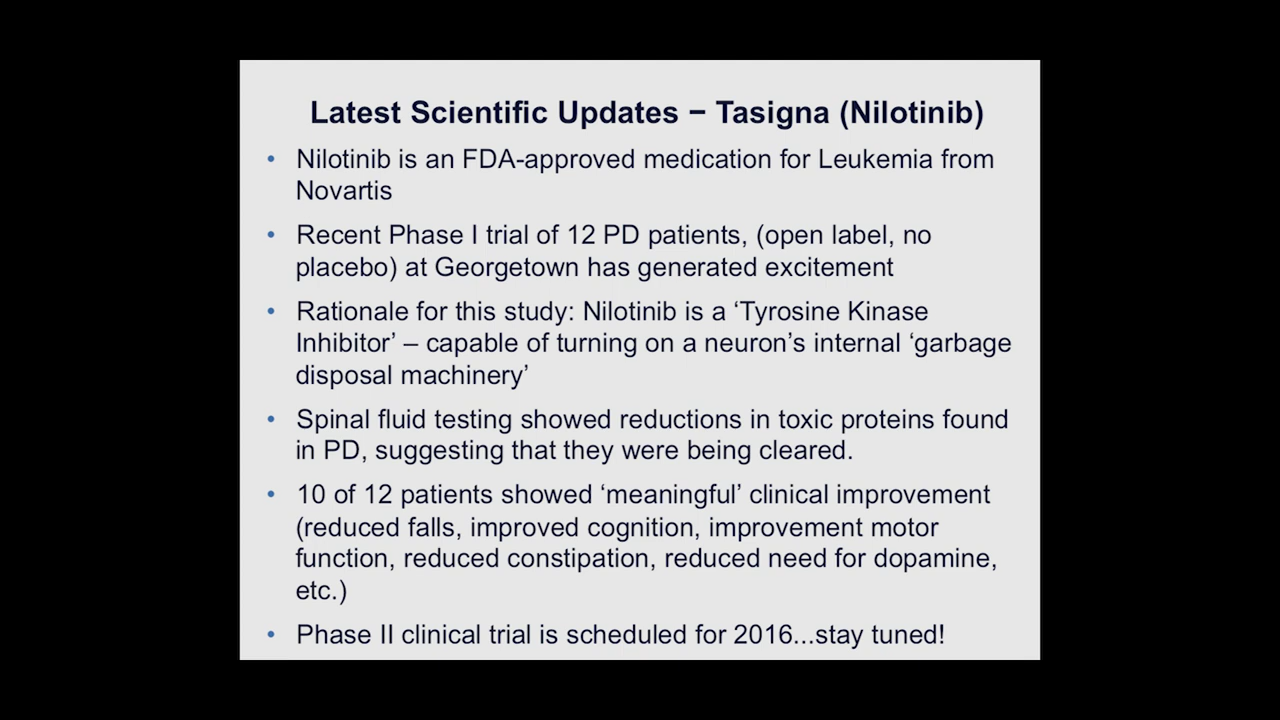 Latest Scientific Updates − Tasigna (Nilotinib)
• Nilotinib is an FDA-approved medication for Leukemia from
Novartis
• Recent Phase I trial of 12 PD patients, (open label, no
placebo) at Georgetown has generated excitement
• Rationale for this study: Nilotinib is a ‘Tyrosine Kinase
Inhibitor’ – capable of turning on a neuron’s internal ‘garbage
disposal machinery’
• Spinal fluid testing showed reductions in toxic proteins found
in PD, suggesting that they were being cleared.
• 10 of 12 patients showed ‘meaningful’ clinical improvement
(reduced falls, improved cognition, improvement motor
function, reduced constipation, reduced need for dopamine,
etc.)
• Phase II clinical trial is scheduled for 2016...stay tuned!